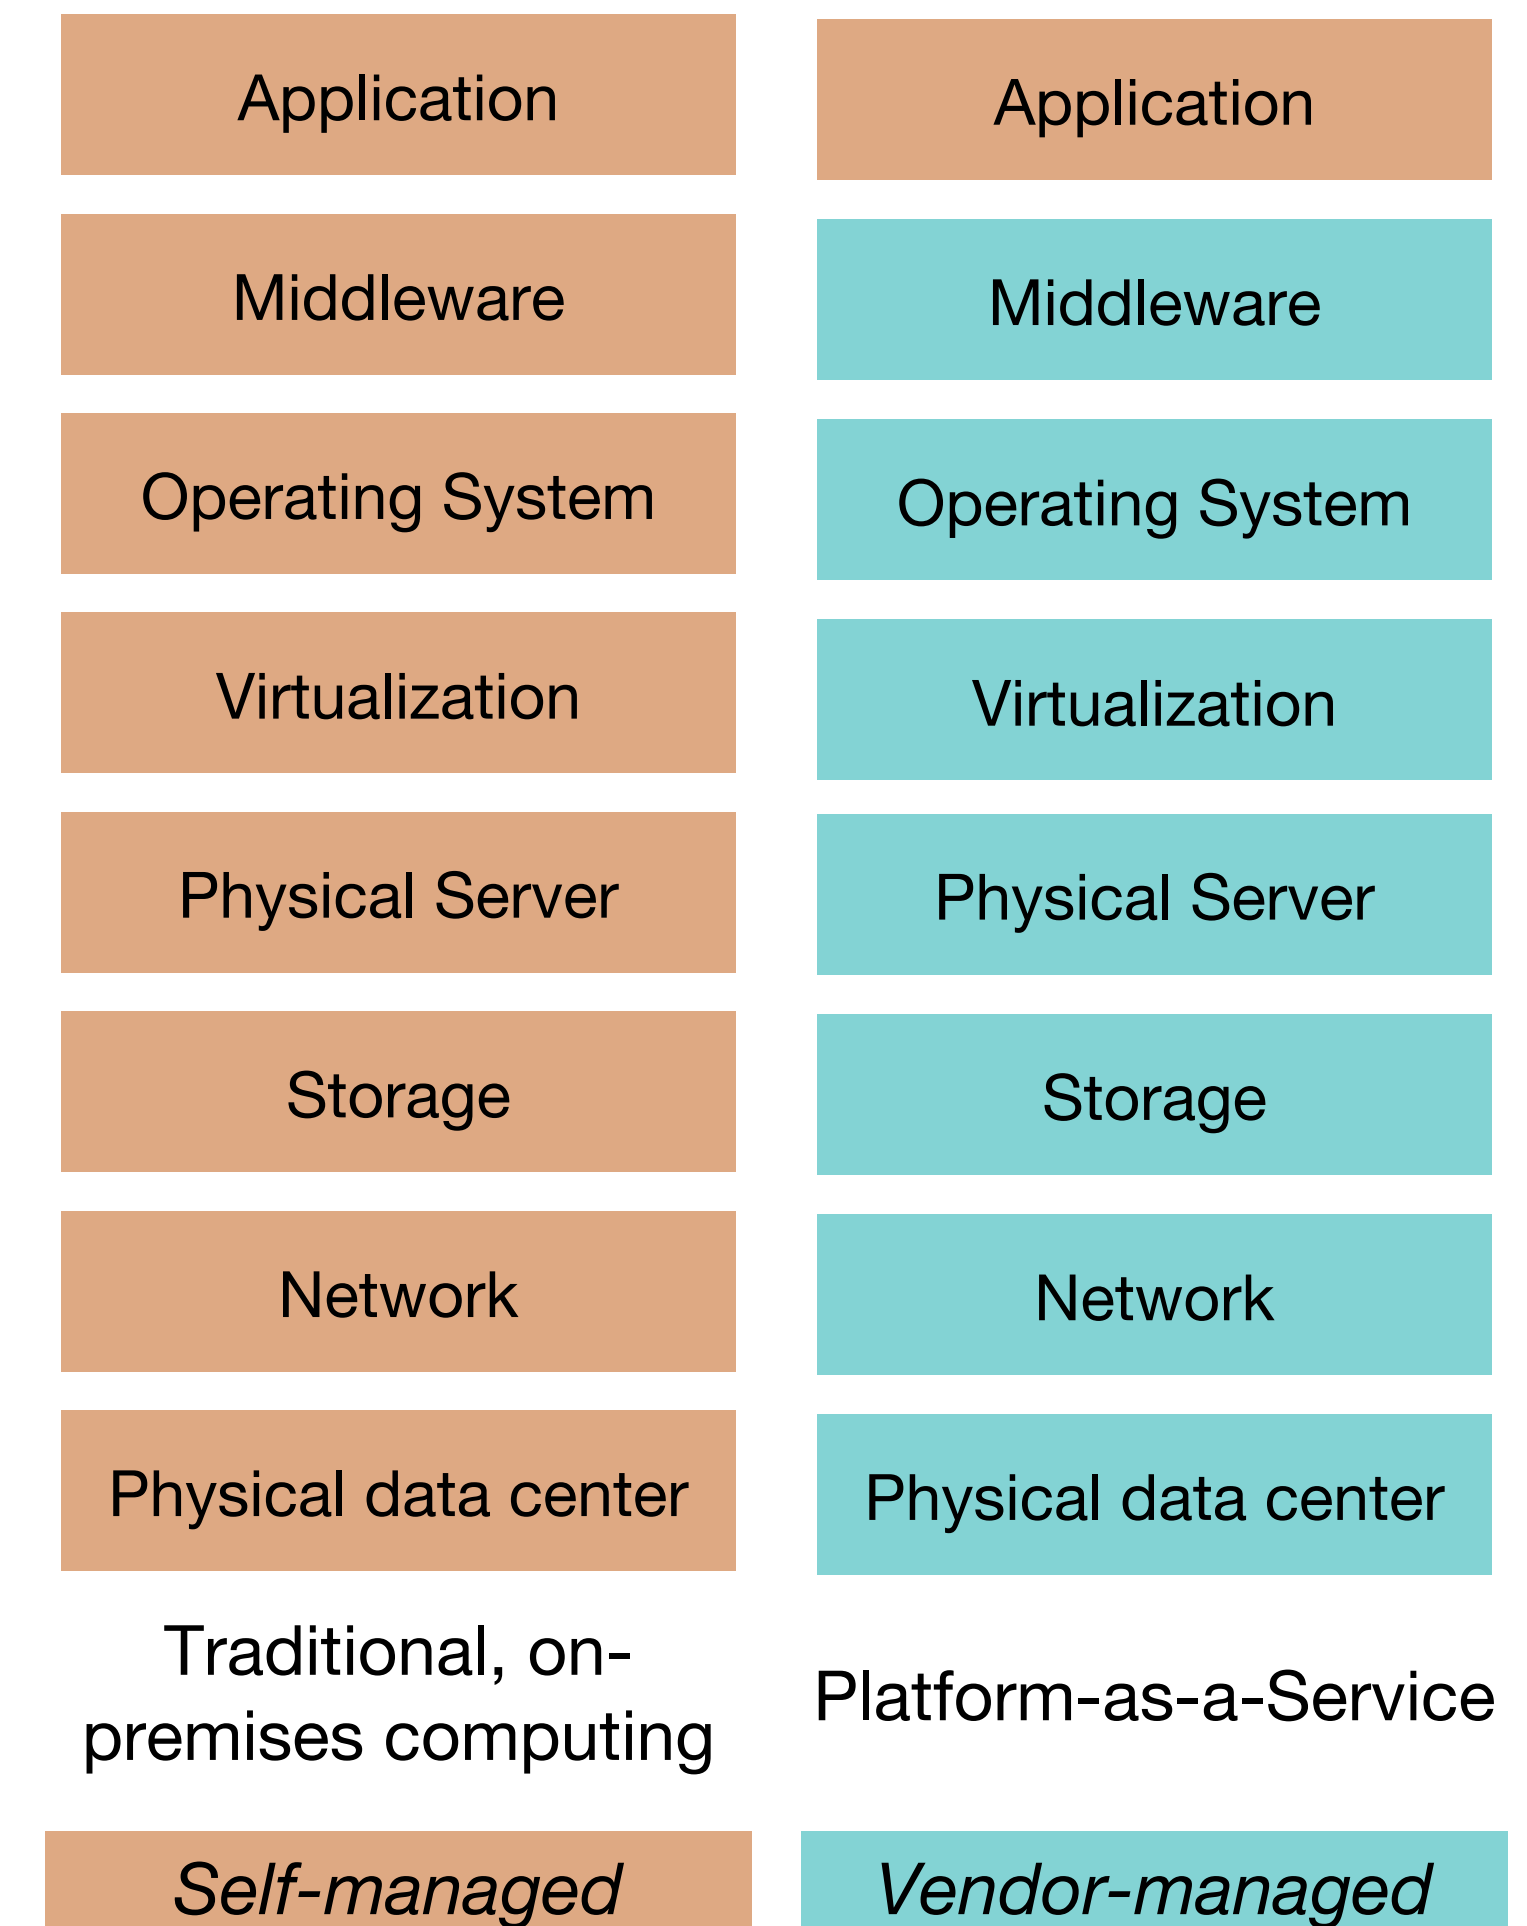 Application
Middleware
Operating System
Virtualization
Physical Server
Storage
Network
Physical data center
Traditional, on-
premises computing
Self-managed
Application
Middleware
Operating System
Virtualization
Physical Server
Storage
Network
Physical data center
Platform-as-a-Service
Vendor-managed